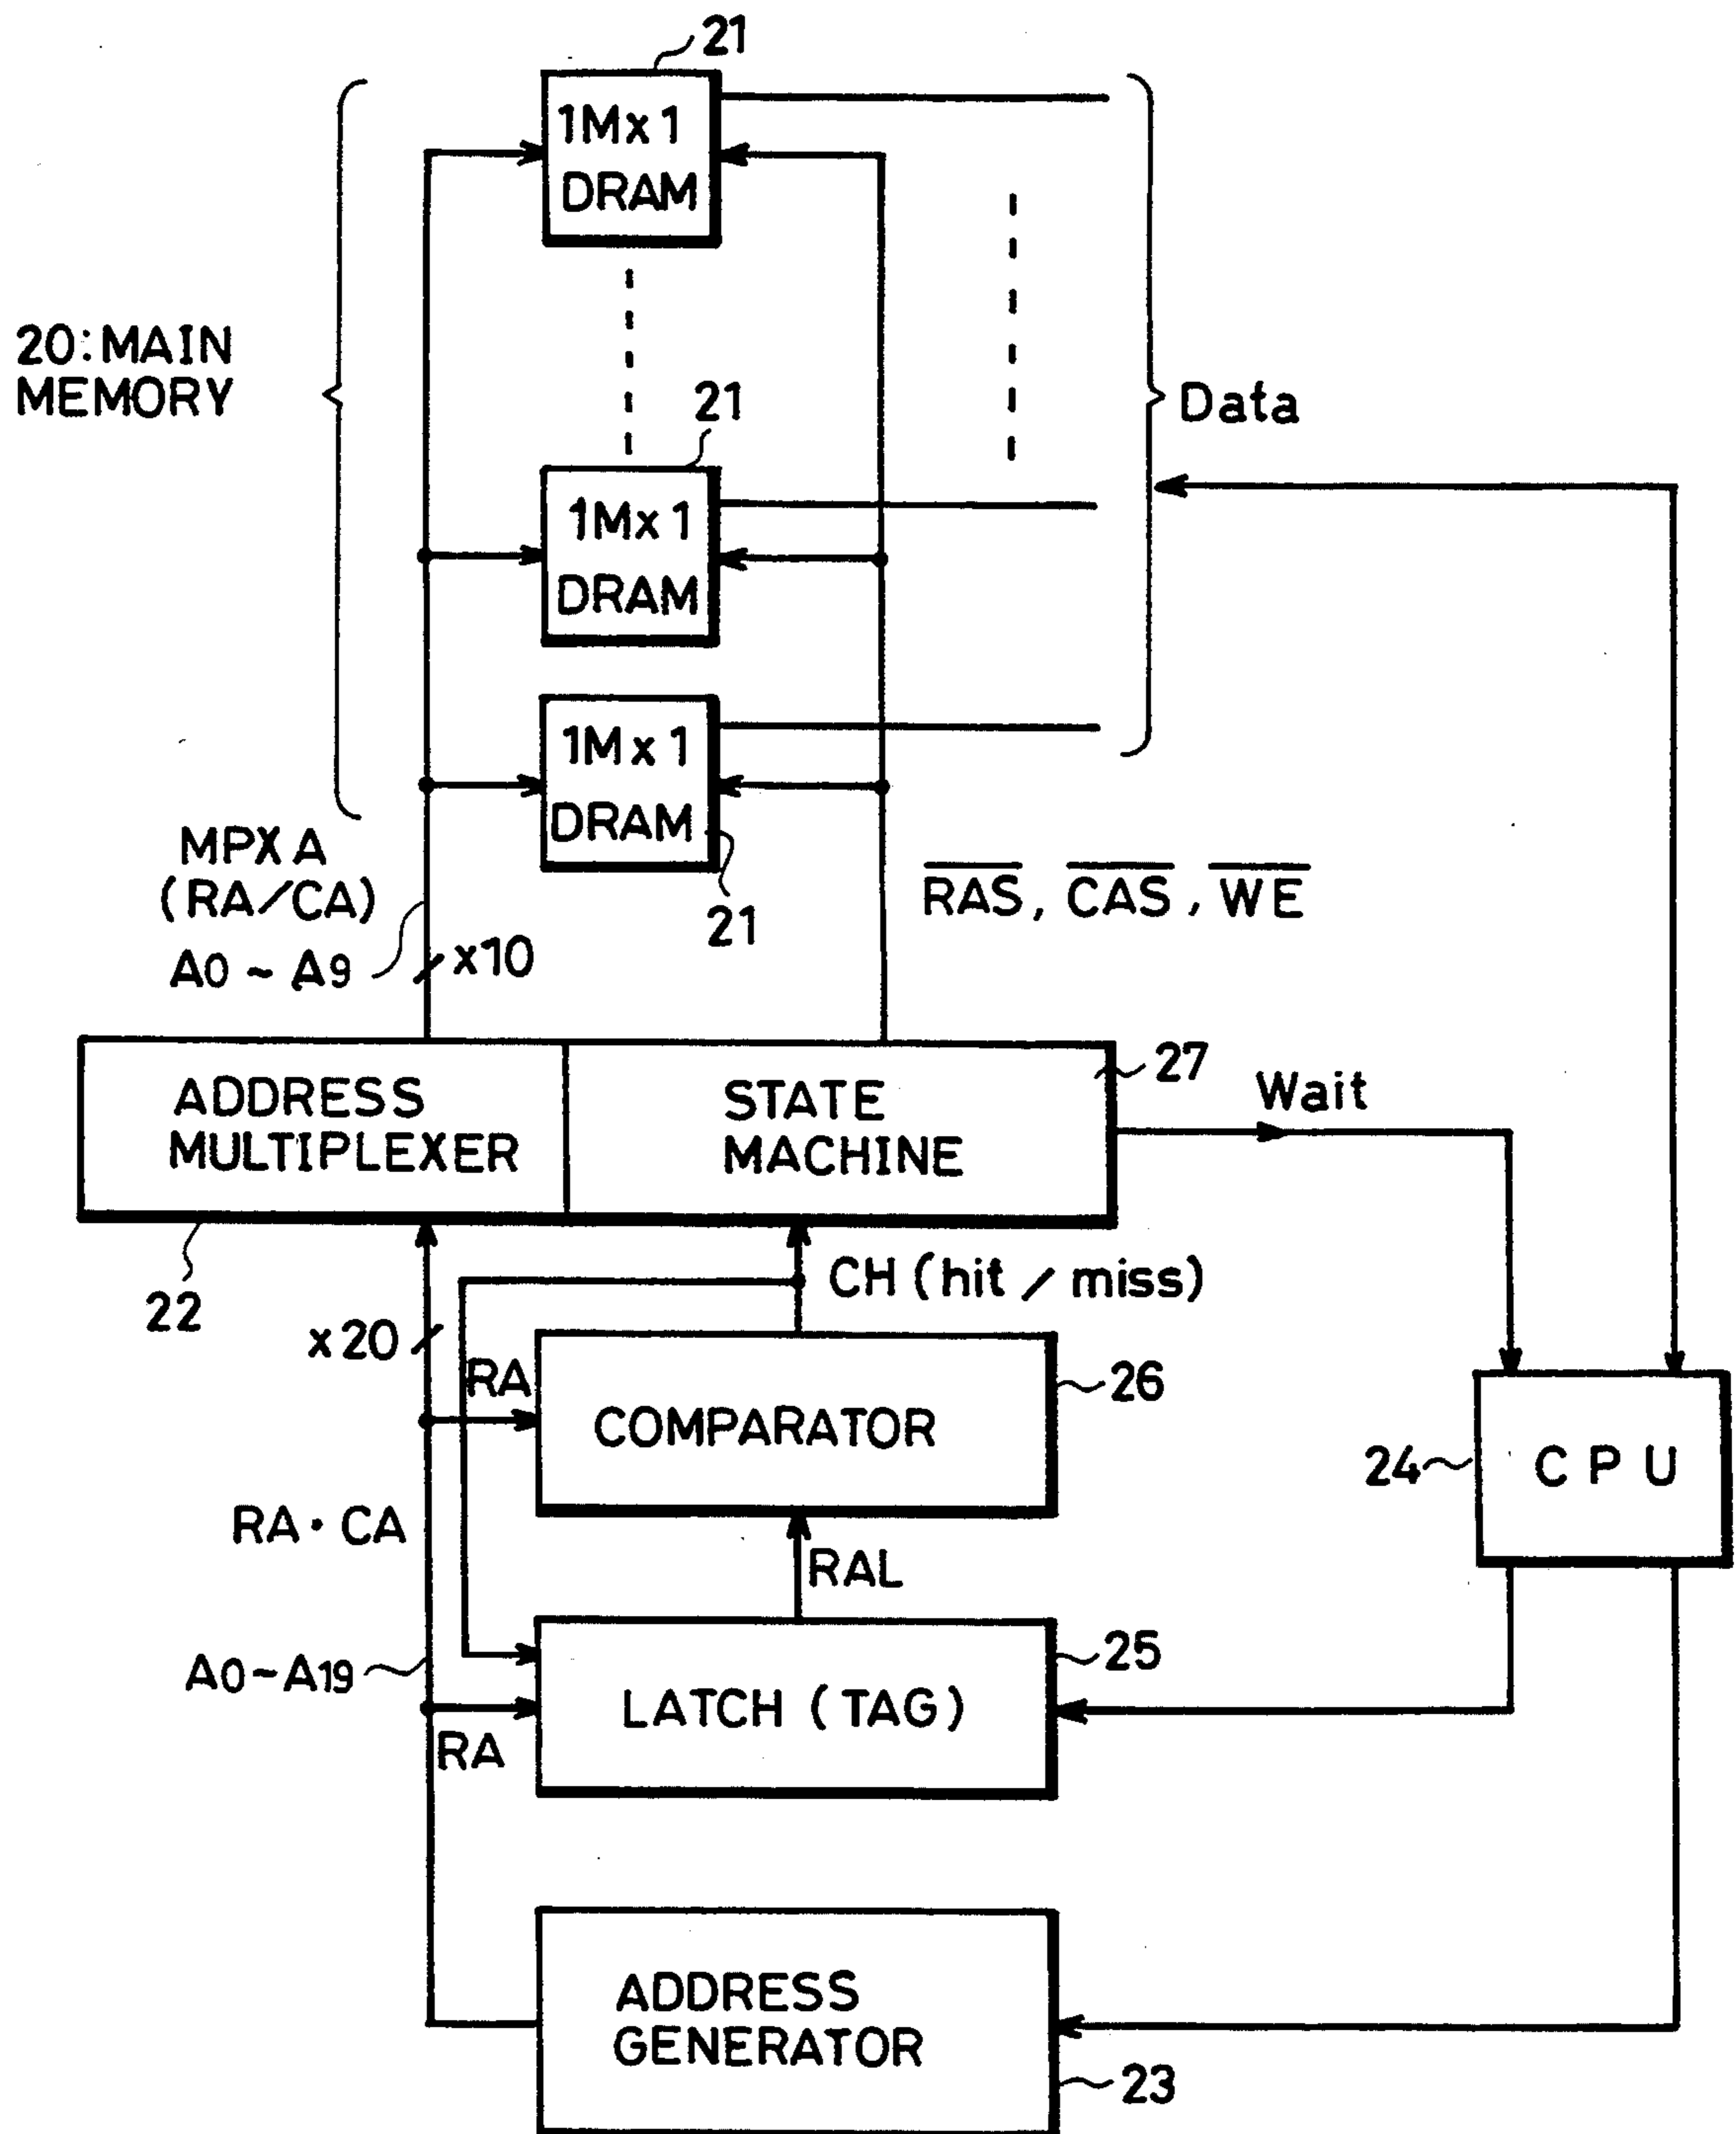 21
1Mx1
DRAM
20:MAIN
MEMORY
21
Data
1Mx1
DRAM
1Mx1
DRAM
21
MPXA
(RA/CA)
A0~A9
x10
RAS, CAS, WE
27
ADDRESS
MULTIPLEXER
STATE
MACHINE
Wait
22
CH (hit / miss)
x20
RA
26
COMPARATOR
24
CPU
RA・CA
RAL
A0~A19
25
LATCH (TAG)
RA
ADDRESS
GENERATOR
23